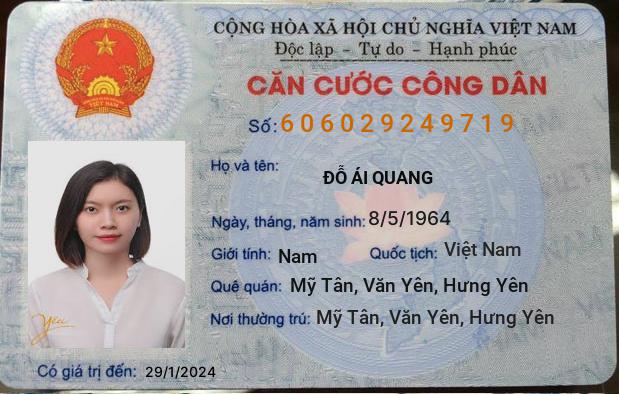 CỘNG HÒA XÃ HỘI CHỦ NGHĨA VIỆT NAM
Độc lập - Tự do - Hạnh phúc
CĂN CƯỚC CÔNG DÂN
Số: 606029249719
Họ và tên:
ĐỖ ÁI QUANG
Ngày, tháng, năm sinh: 8/5/1964
Giới tính: Nam Quốc tịch: Việt Nam
Quê quán: Mỹ Tân, Văn Yên, Hưng Yên
Nơi thường trú: Mỹ Tân, Văn Yên, Hưng Yên
Có giá trị đến: 29/1/2024
VIỆT NAM